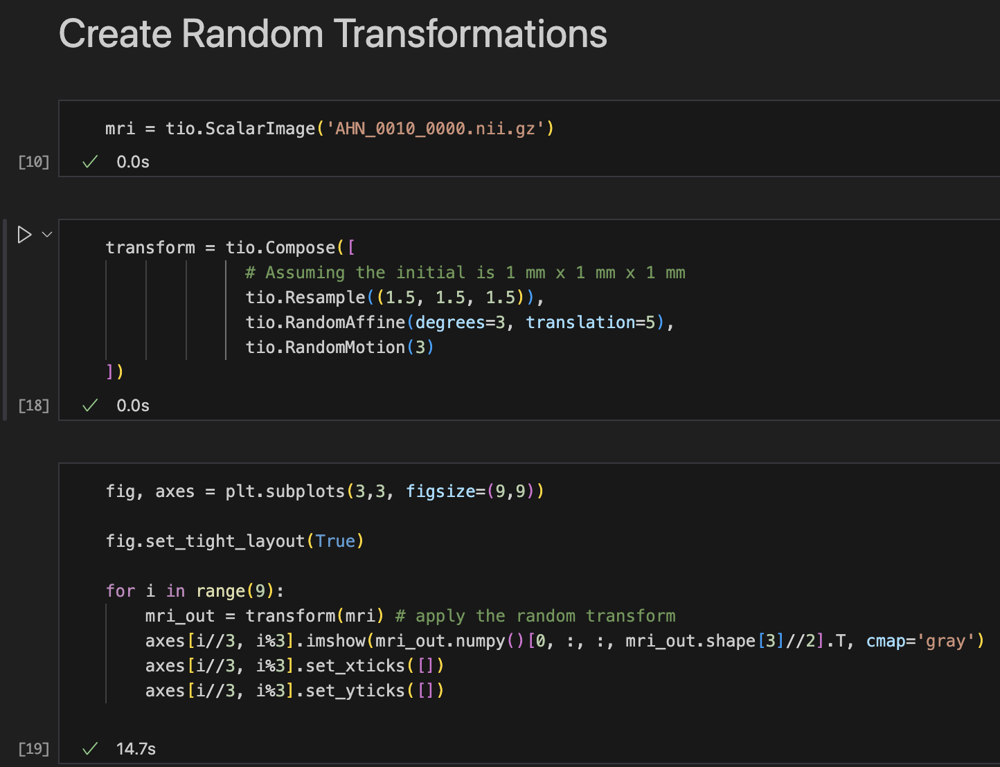 Create Random Transformations
mri = tio.ScalarImage('AHN_0010_0000.nii.gz')
[10]
0.0s
transform = tio.Compose([
# Assuming the initial is 1 mm x 1 mm x 1 mm
tio.Resample((1.5, 1.5, 1.5)),
tio.RandomAffine(degrees=3, translation=5),
tio.RandomMotion(3)
])
[18]
0.0s
fig, axes = plt.subplots(3,3, figsize=(9,9))
fig.set_tight_layout(True)
for i in range(9):
mri_out = transform(mri) # apply the random transform
axes[i//3, i%3].imshow(mri_out.numpy()[0, :, :, mri_out.shape[3]//2].T, cmap='gray')
axes[i//3, i%3].set_xticks([])
axes[i//3, i%3].set_yticks([])
[19]
14.7s